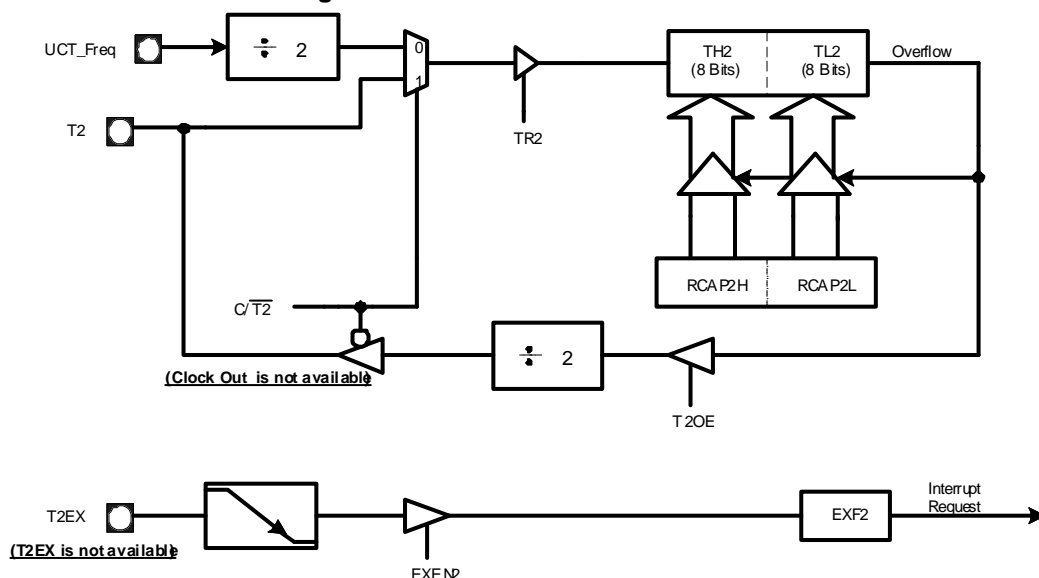 UCT_Freq
÷ 2
0
1
TR2
TH2
(8 Bits)
TL2
(8 Bits)
Overflow
T2
RCAP2H
RCAP2L
C/T2
÷ 2
(Clock Out is not available)
T2OE
T2EX
(T2EX is not available)
EXEN2
EXF2
Interrupt
Request